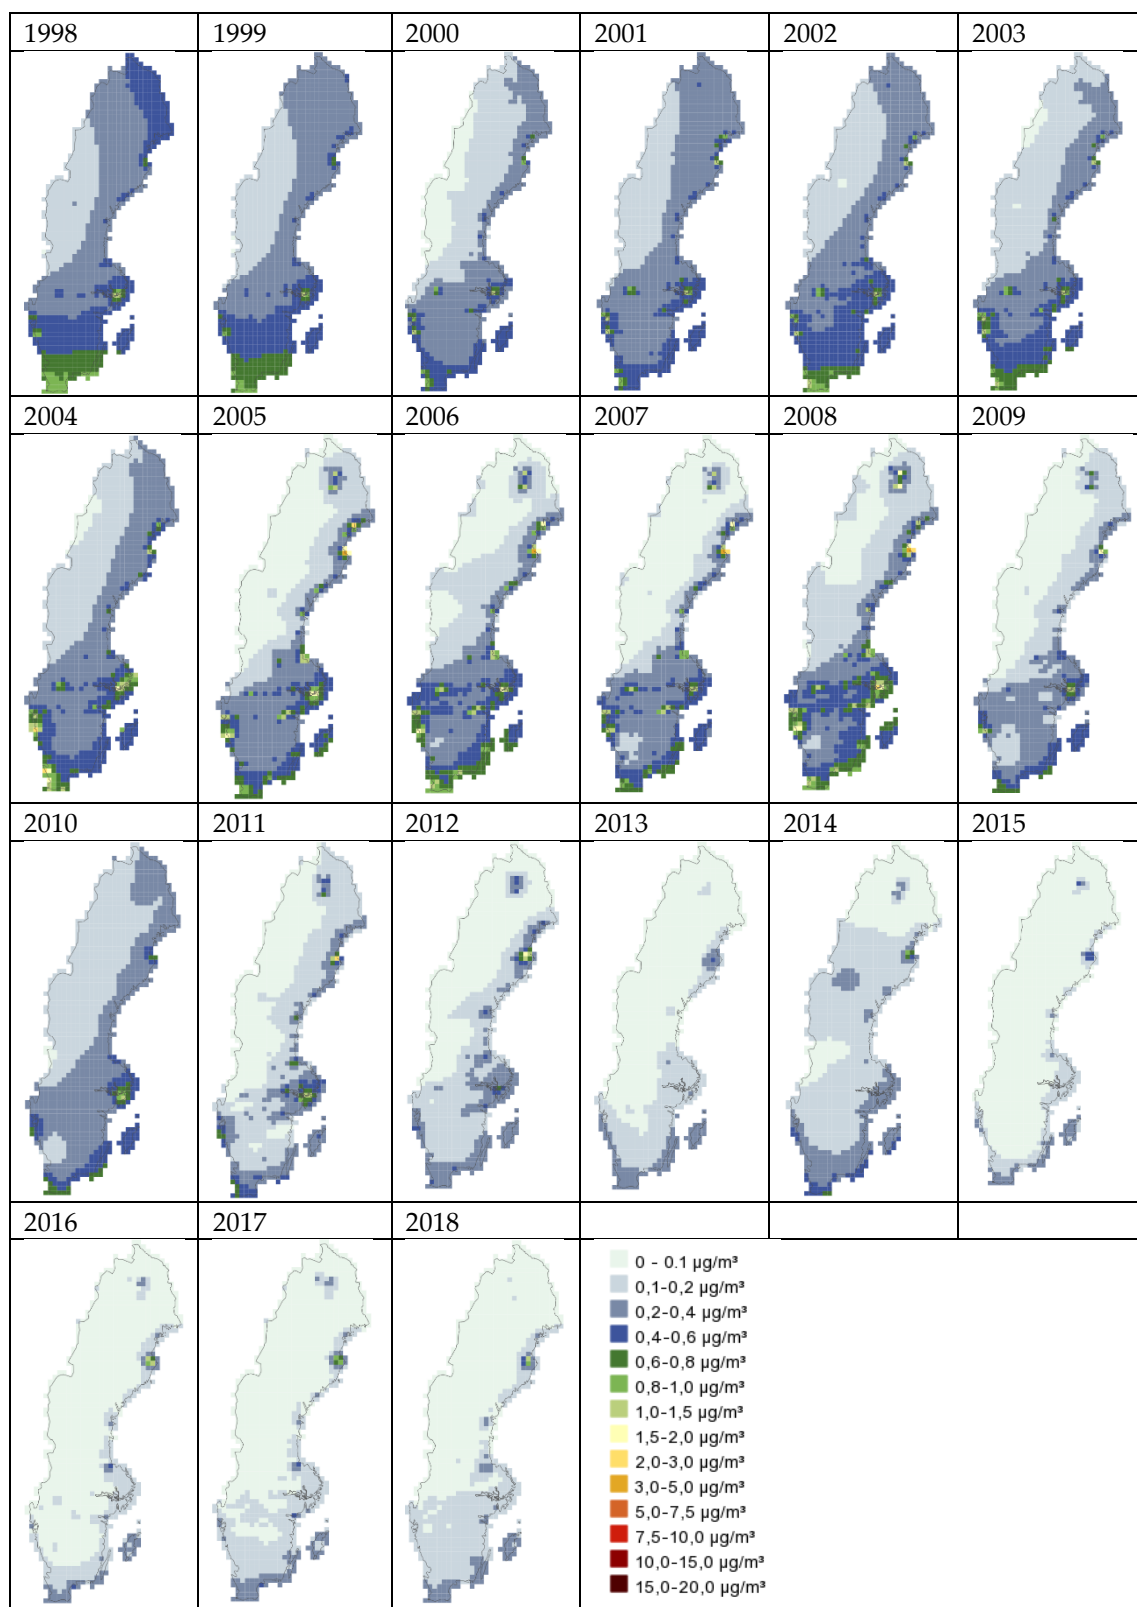 1998 1999 2000 2001 2002 2003
2004 2005 2006 2007 2008 2009
2010 2011 2012 2013 2014 2015
2016 2017 2018
0 - 0.1 µg/m³
0,1-0,2 µg/m³
0,2-0,4 µg/m³
0,4-0,6 µg/m³
0,6-0,8 µg/m³
0,8-1,0 µg/m³
1,0-1,5 µg/m³
1,5-2,0 µg/m³
2,0-3,0 µg/m³
3,0-5,0 µg/m³
5,0-7,5 µg/m³
7,5-10,0 µg/m³
10,0-15,0 µg/m³
15,0-20,0 µg/m³